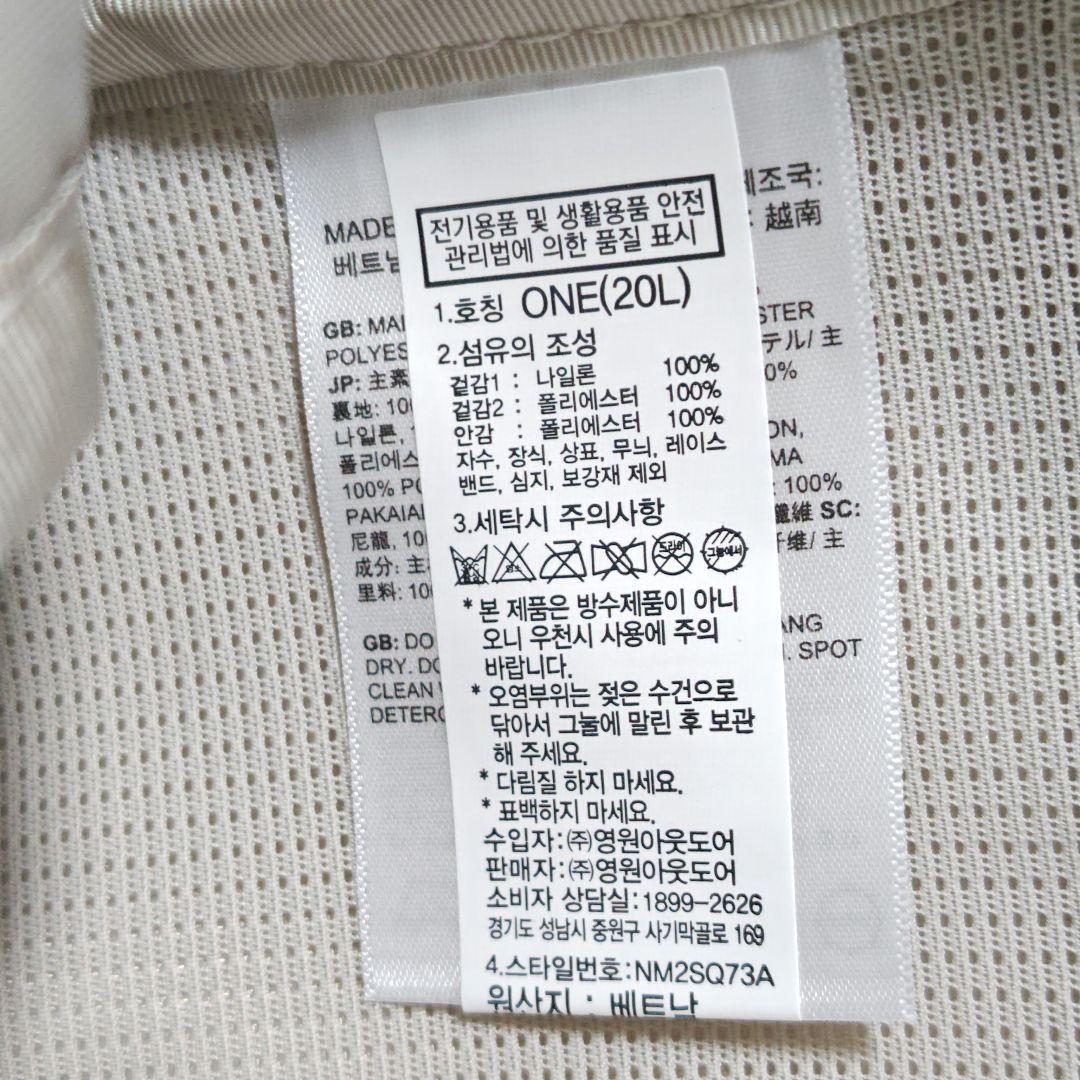 전기용품 및 생활용품 안전
관리법에 의한 품질 표시
1.호칭 ONE(20L)
2.섬유의 조성
겉감1 : 나일론 100%
겉감2 : 폴리에스터 100%
안감 : 폴리에스터 100%
자수, 장식, 상표, 무늬, 레이스
밴드, 심지, 보강재 제외
3.세탁시 주의사항
드라이 그늘에서
* 본 제품은 방수제품이 아니
오니 우천시 사용에 주의
바랍니다.
* 오염부위는 젖은 수건으로
닦아서 그눌에 말린 후 보관
해 주세요.
* 다림질 하지 마세요.
* 표백하지 마세요.
수입자:㈜영원아웃도어
판매자:㈜영원아웃도어
소비자 상담실:1899-2626
경기도 성남시 중원구 사기막골로 169
4.스타일번호:NM2SQ73A
원산지 : 베트남
MADE
조국:
베트남
: 越南
GB:
POLYES
STER
JP: 主素
テル/ 主
裏地: 10
0%
나일론,
ON,
폴리에스
MA
100% PO
: 100%
PAKAIA
纖維 SC:
尼龍, 10
纤维/ 主
成分: 主
里料: 10
GB: DO
ANG
DRY. DO
SPOT
CLEAN
DETERG